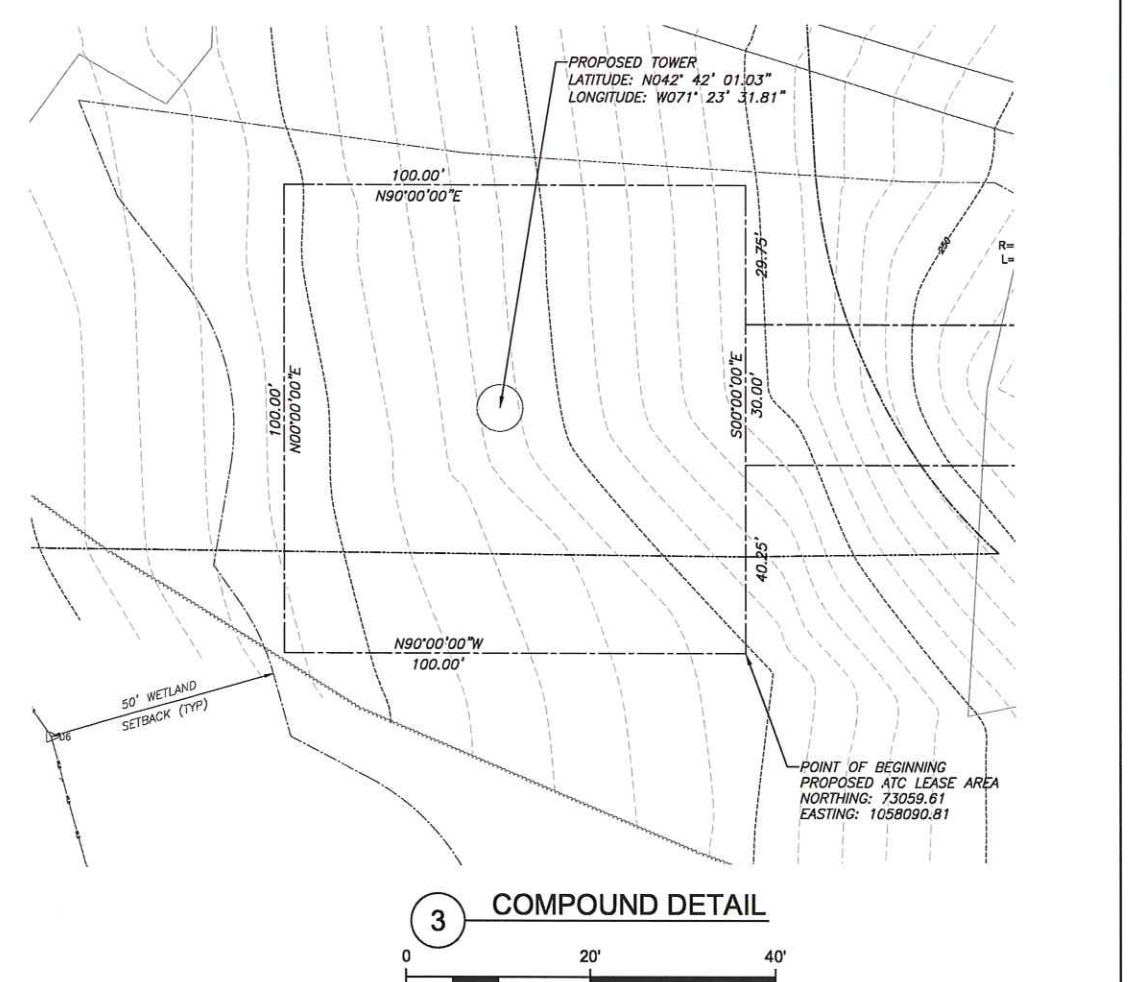 PROPOSED TOWER
LATITUDE: N042° 42' 01.03"
LONGITUDE: W071° 23' 31.81"
100.00'
N90°00'00"E
29.75'
250
R=
L=
100.00'
N00°00'00"E
S00°00'00"E
30.00'
40.25'
N90°00'00"W
100.00'
50' WETLAND
SETBACK (TYP)
POINT OF BEGINNING
PROPOSED ATC LEASE AREA
NORTHING: 73059.61
EASTING: 1058090.81
3 COMPOUND DETAIL
0 20' 40'